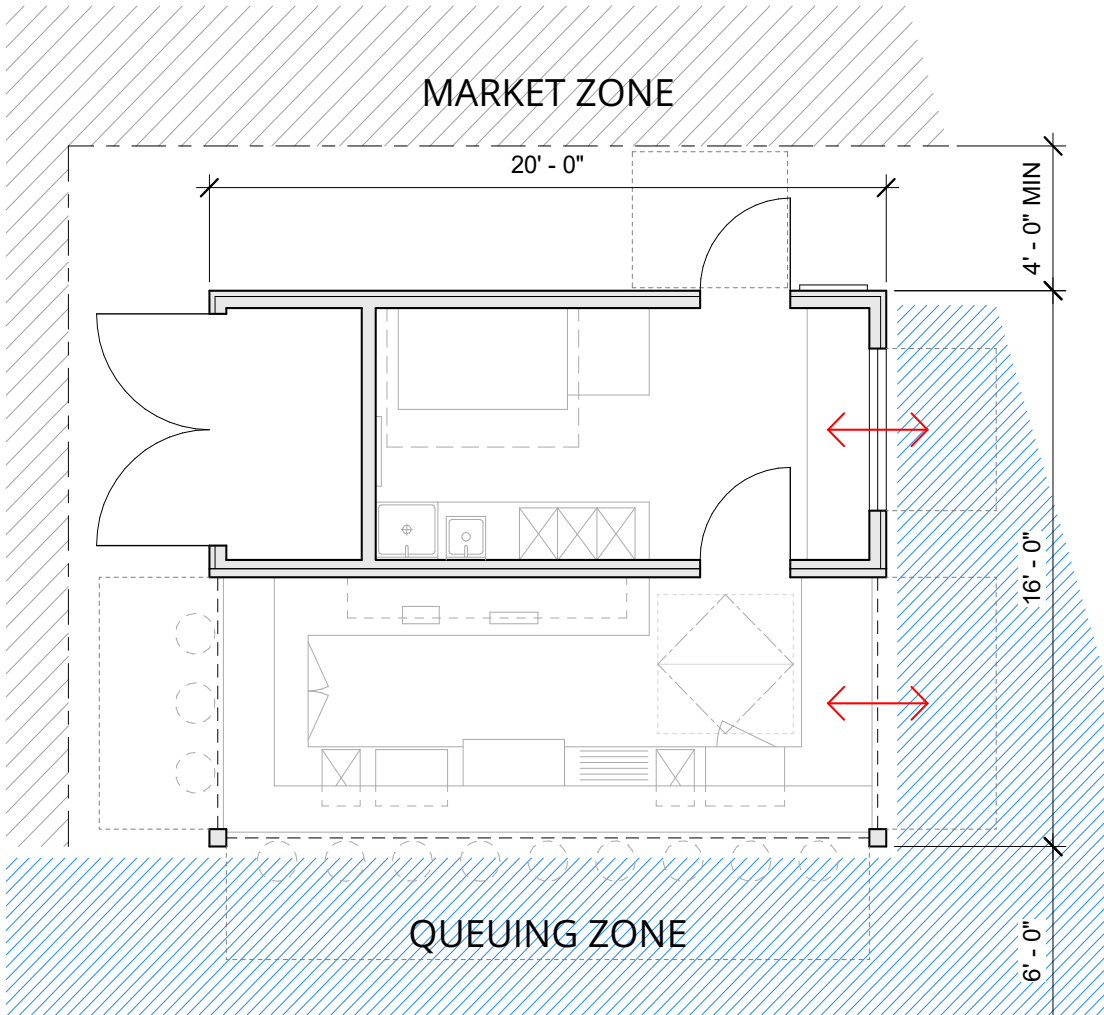 MARKET ZONE
20' - 0"
4' - 0" MIN
16' - 0"
QUEUING ZONE
6' - 0"